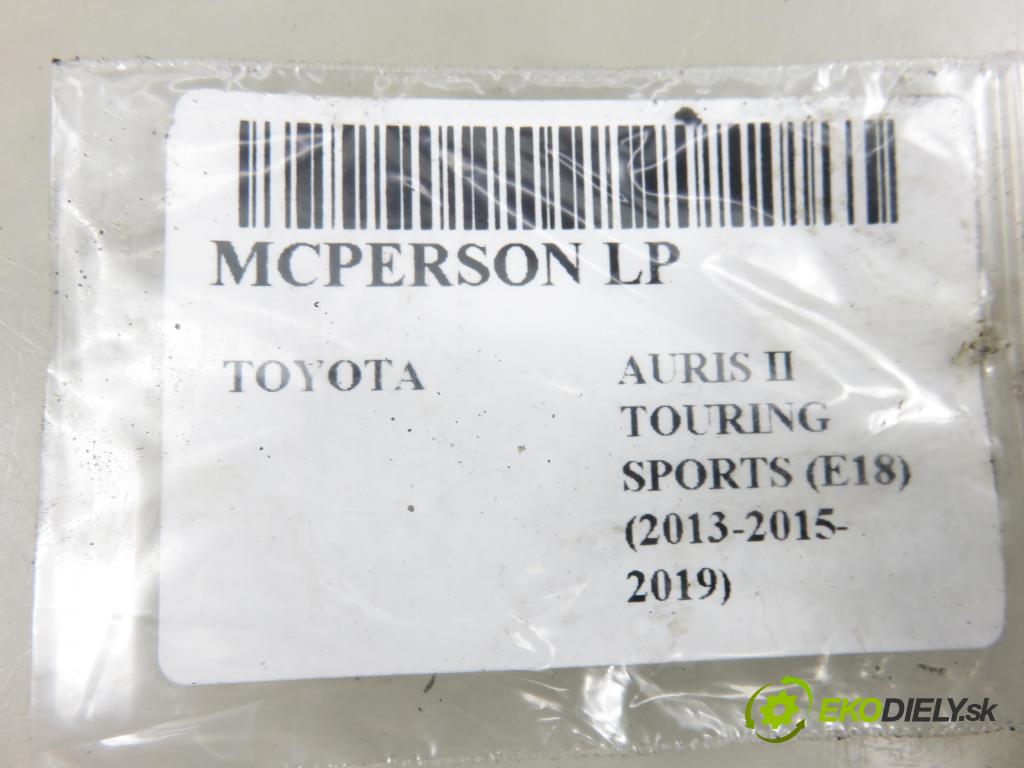 MCPERSON LP
TOYOTA
AURIS II
TOURING
SPORTS (E18)
(2013-2015-
2019)
EKODIELY.sk